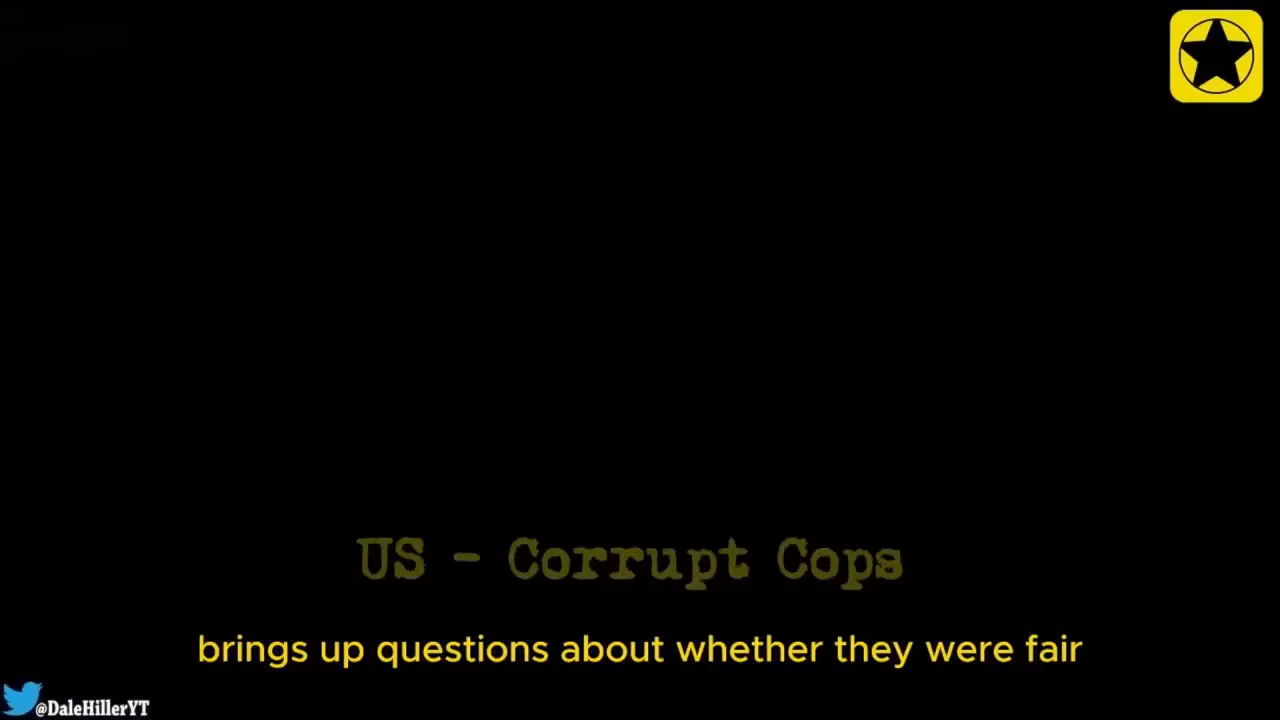 US - Corrupt Cops
brings up questions about whether they were fair
@DaleHillerYT